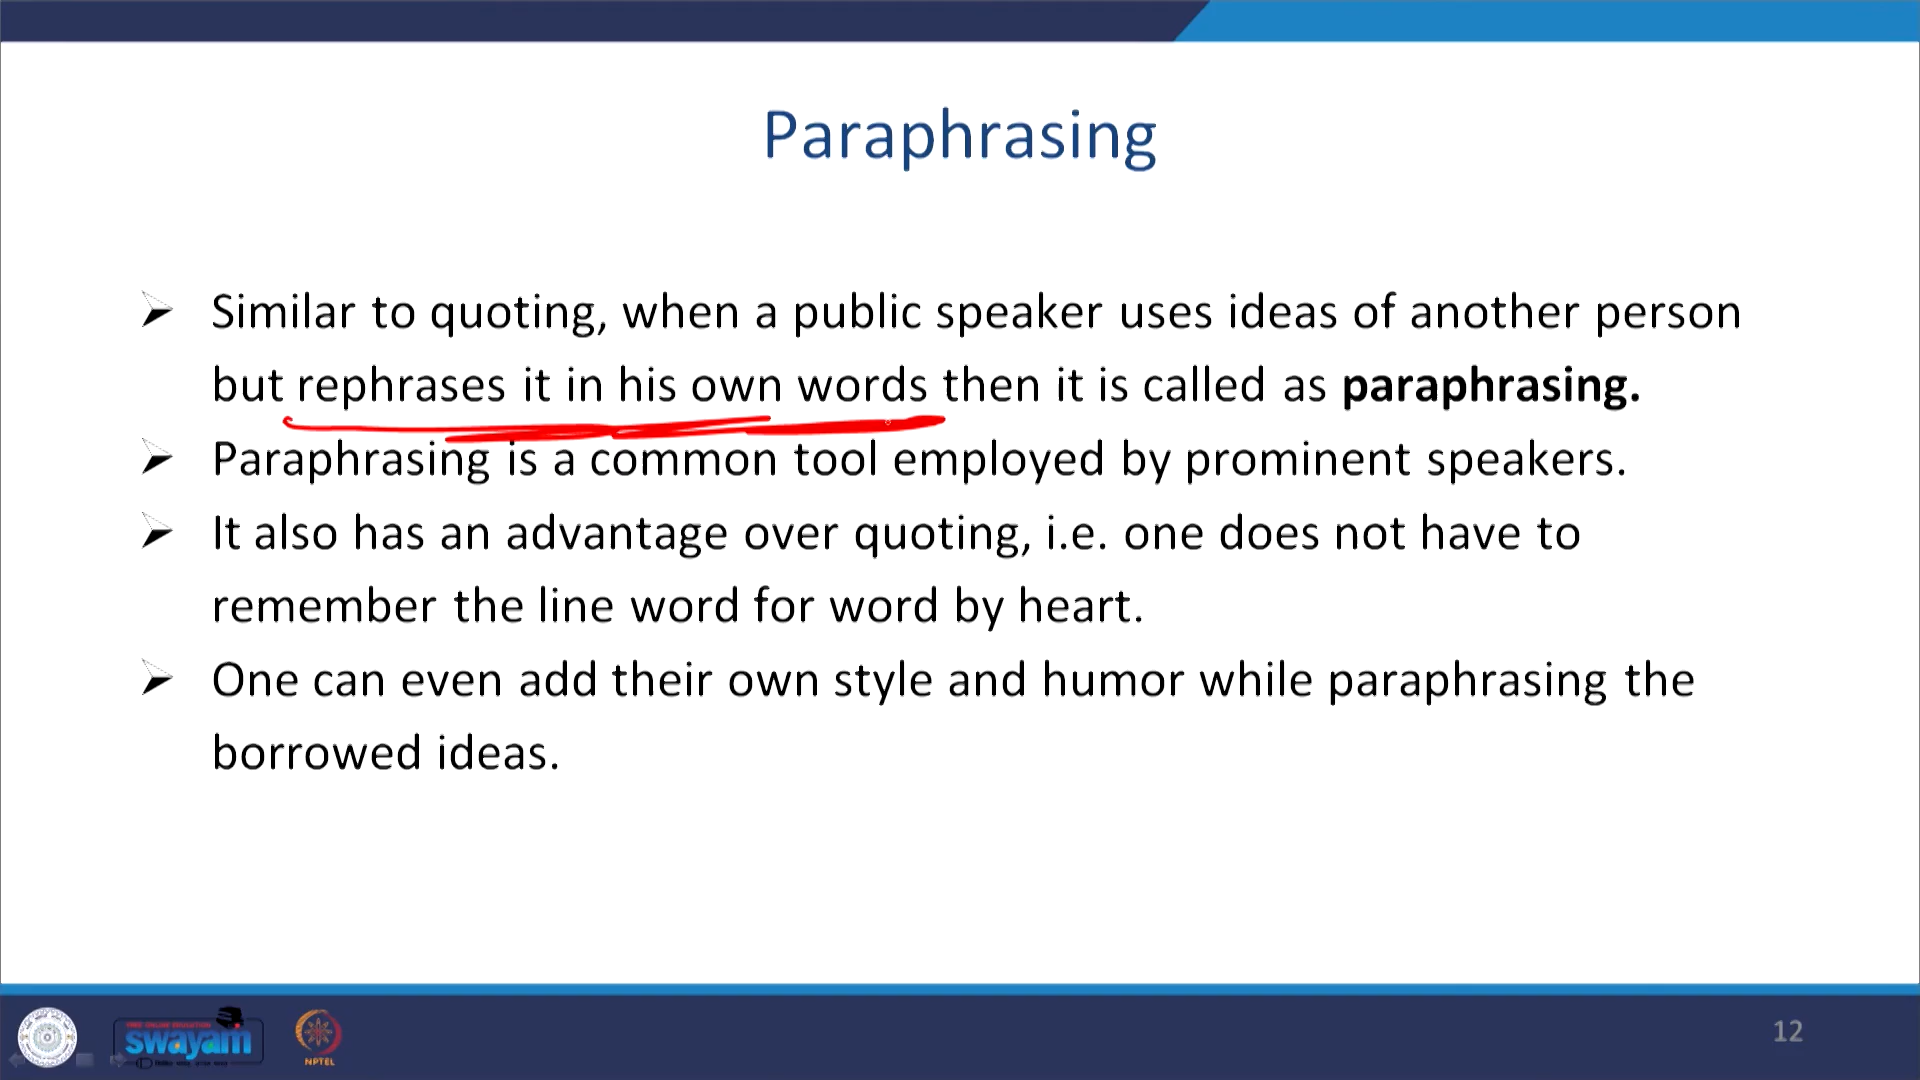 Paraphrasing
Similar to quoting, when a public speaker uses ideas of another person
but rephrases it in his own words then it is called as paraphrasing.
Paraphrasing is a common tool employed by prominent speakers.
It also has an advantage over quoting, i.e. one does not have to
remember the line word for word by heart.
One can even add their own style and humor while paraphrasing the
borrowed ideas.
FREE ONLINE EDUCATION
swayam
NPTEL
12